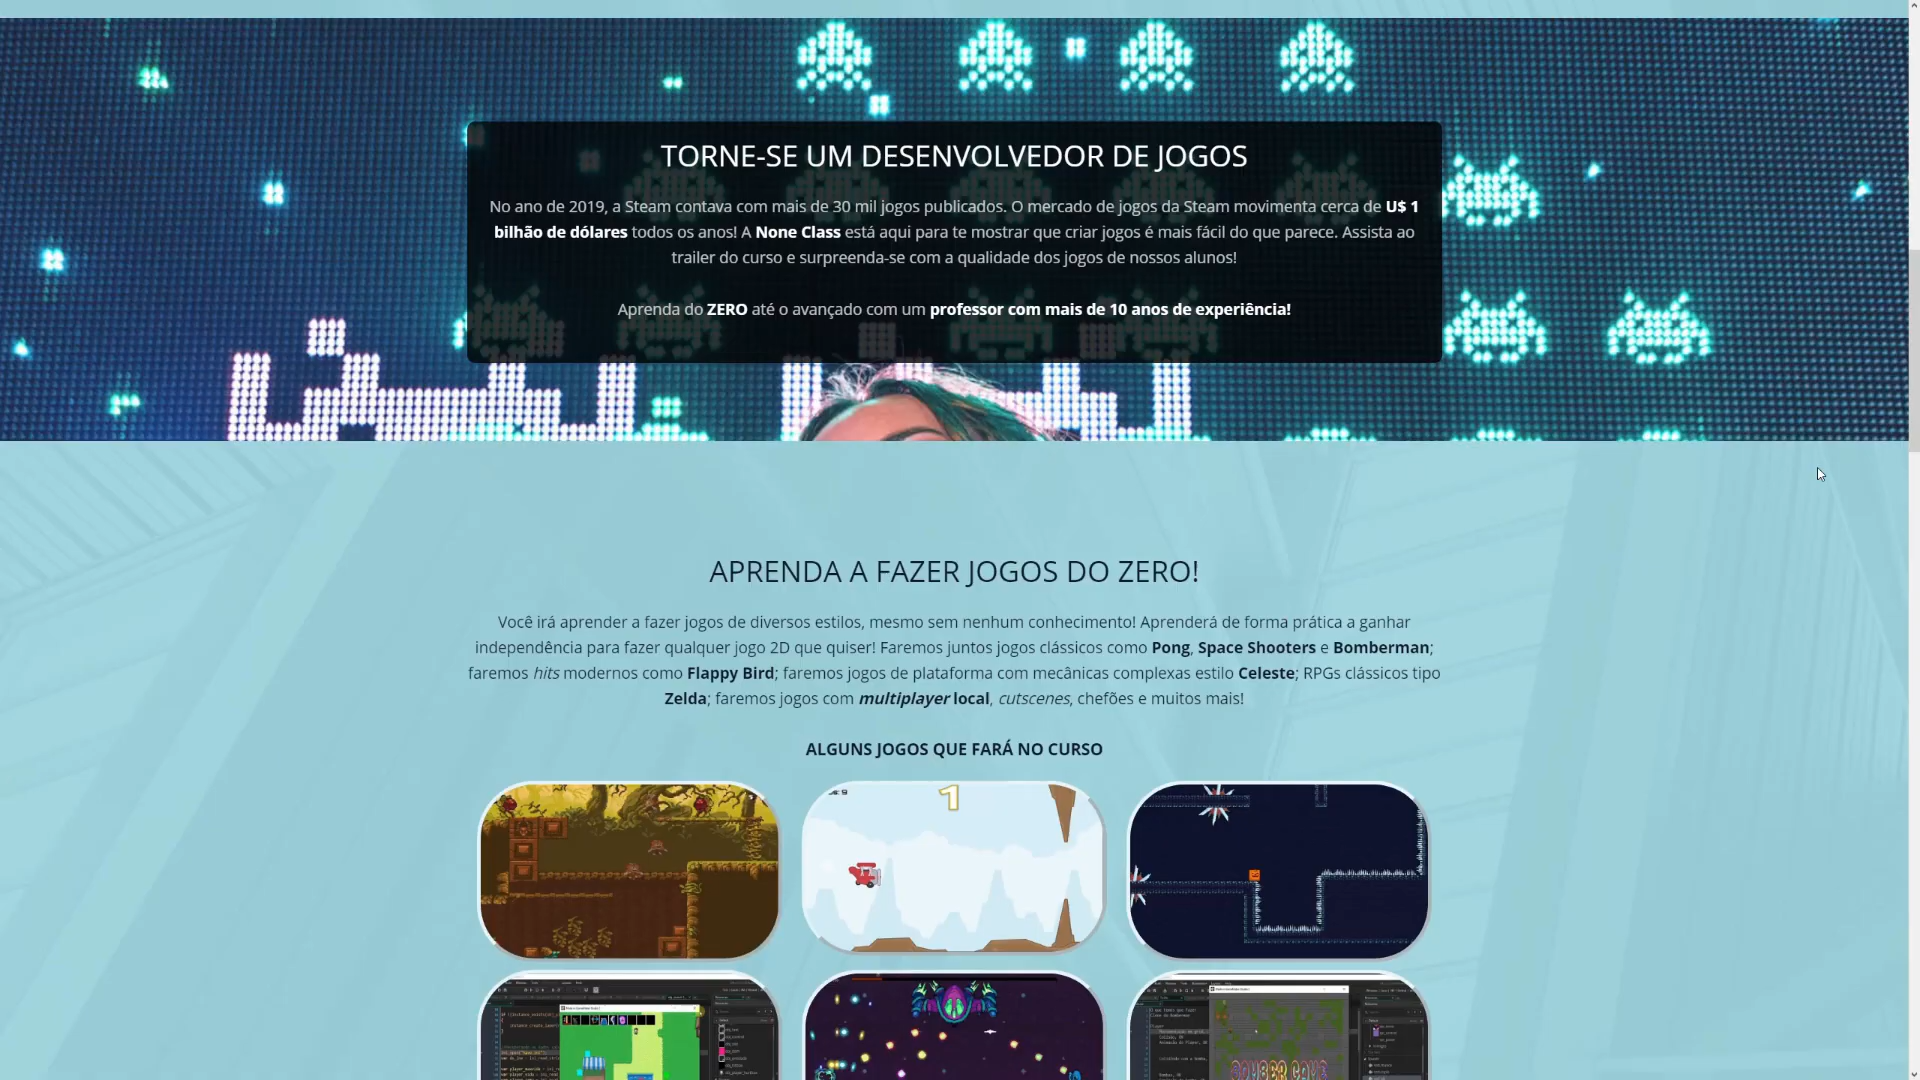 TORNE-SE UM DESENVOLVEDOR DE JOGOS
No ano de 2019, a Steam contava com mais de 30 mil jogos publicados. O mercado de jogos da Steam movimenta cerca de U$ 1
bilhão de dólares todos os anos! A None Class está aqui para te mostrar que criar jogos é mais fácil do que parece. Assista ao
trailer do curso e surpreenda-se com a qualidade dos jogos de nossos alunos!
Aprenda do ZERO até o avançado com um professor com mais de 10 anos de experiência!
APRENDA A FAZER JOGOS DO ZERO!
Você irá aprender a fazer jogos de diversos estilos, mesmo sem nenhum conhecimento! Aprenderá de forma prática a ganhar
independência para fazer qualquer jogo 2D que quiser! Faremos juntos jogos clássicos como Pong, Space Shooters e Bomberman;
faremos hits modernos como Flappy Bird; faremos jogos de plataforma com mecânicas complexas estilo Celeste; RPGs clássicos tipo
Zelda; faremos jogos com multiplayer local, cutscenes, chefões e muitos mais!
ALGUNS JOGOS QUE FARÁ NO CURSO
1